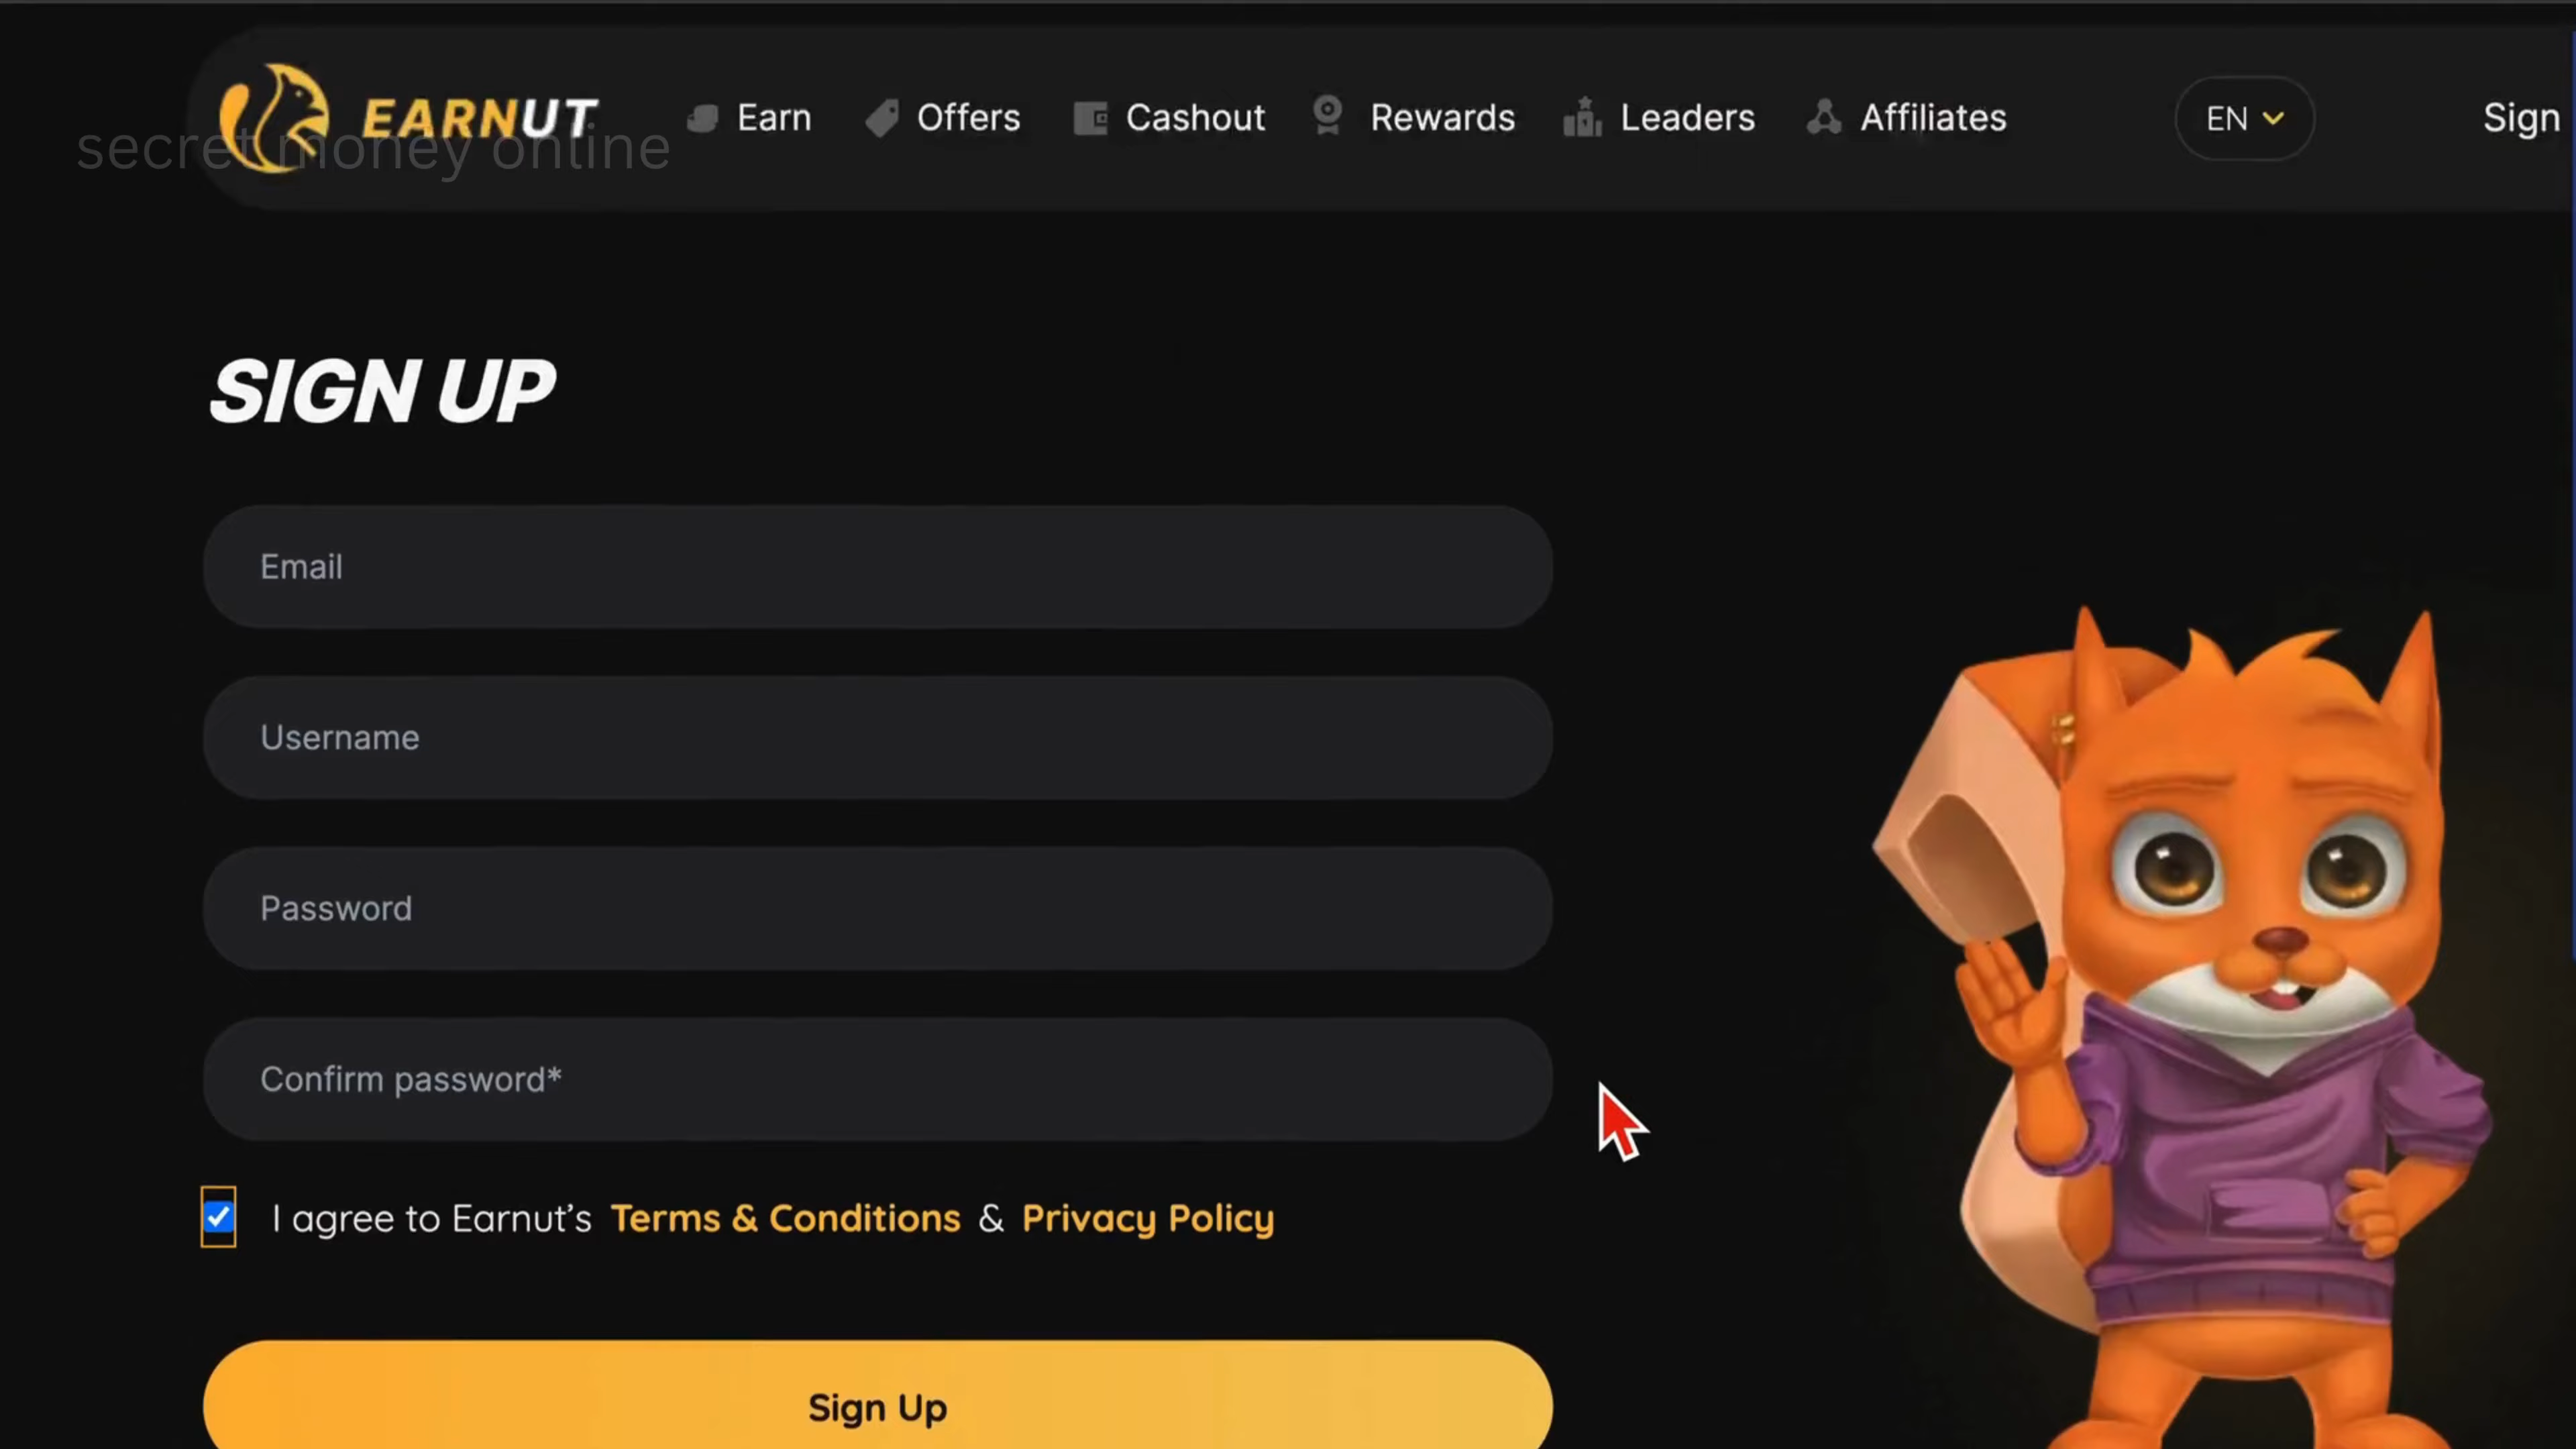 EARNUT
Earn
Offers
Cashout
Rewards
Leaders
Affiliates
EN
Sign
secret money online
SIGN UP
Email
Username
Password
Confirm password*
I agree to Earnut’s Terms & Conditions & Privacy Policy
Sign Up